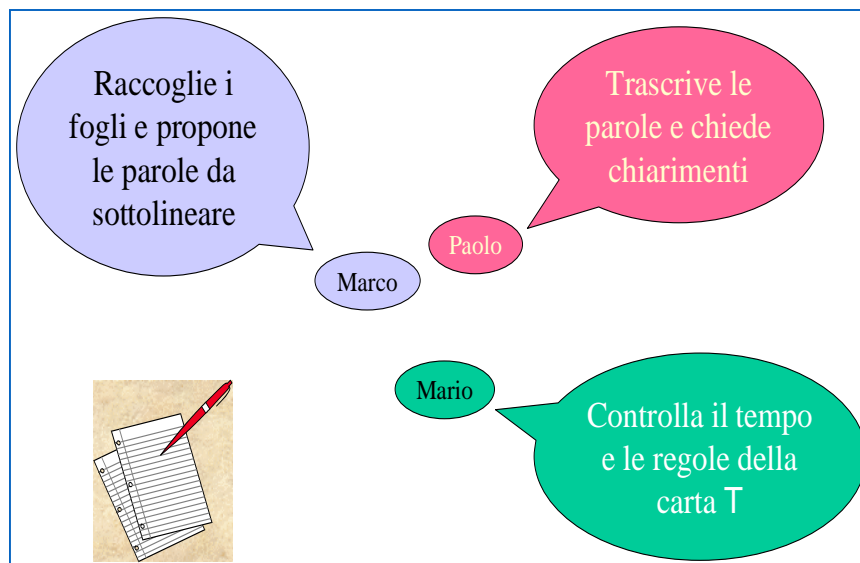 Raccoglie i
fogli e propone
le parole da
sottolineare
Marco
Trascrive le
parole e chiede
chiarimenti
Paolo
Mario
Controlla il tempo
e le regole della
carta T